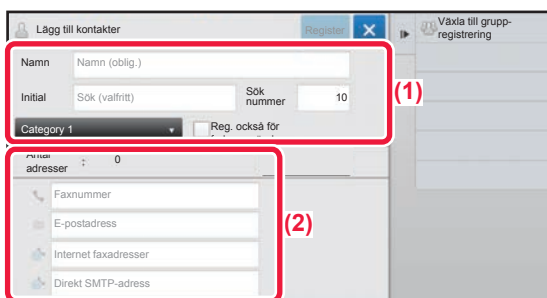 Lägg till kontakter
Register
Växla till grupp-
registrering
Namn
Namn (oblig.)
Initial
Sök (valfritt)
Sök
nummer
10
(1)
Category 1
Reg. också för
Antal
adresser
:
0
Faxnummer
E-postadress
(2)
Internet faxadresser
Direkt SMTP-adress